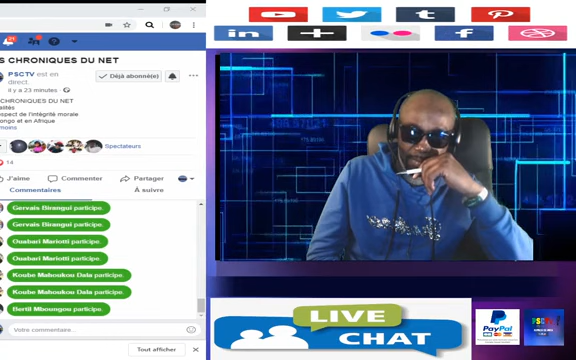 S CHRONIQUES DU NET
PSCTV est en
direct.
il y a 23 minutes
Déjà abonné(e)
CHRONIQUES DU NET
alités
espect de l'intégrité morale
ongo et en Afrique
moins
Spectateurs
14
J'aime
Commenter
Partager
Commentaires
À suivre
Gervais Birangui participe.
Gervais Birangui participe.
Ouabari Mariotti participe.
Ouabari Mariotti participe.
Koube Mahoukou Dala participe.
Koube Mahoukou Dala participe.
Bertil Mboungou participe.
Votre commentaire...
Tout afficher
in
t
f
LIVE
CHAT
PayPal